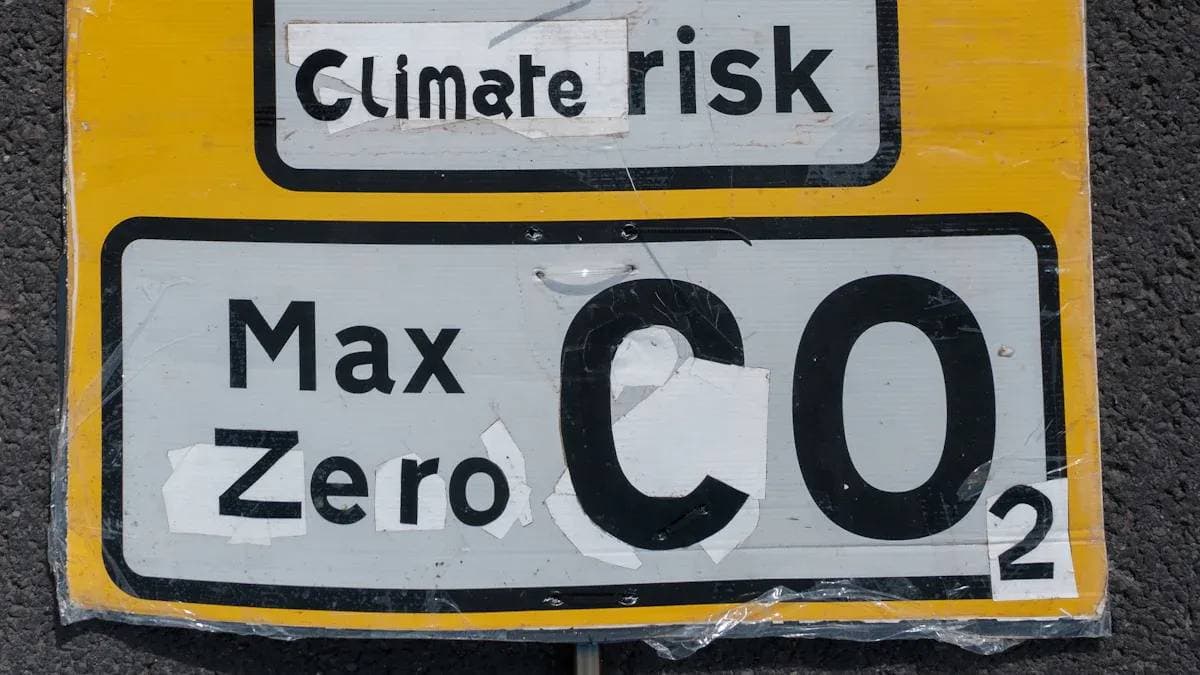 Climate risk
Max
Zero
CO₂